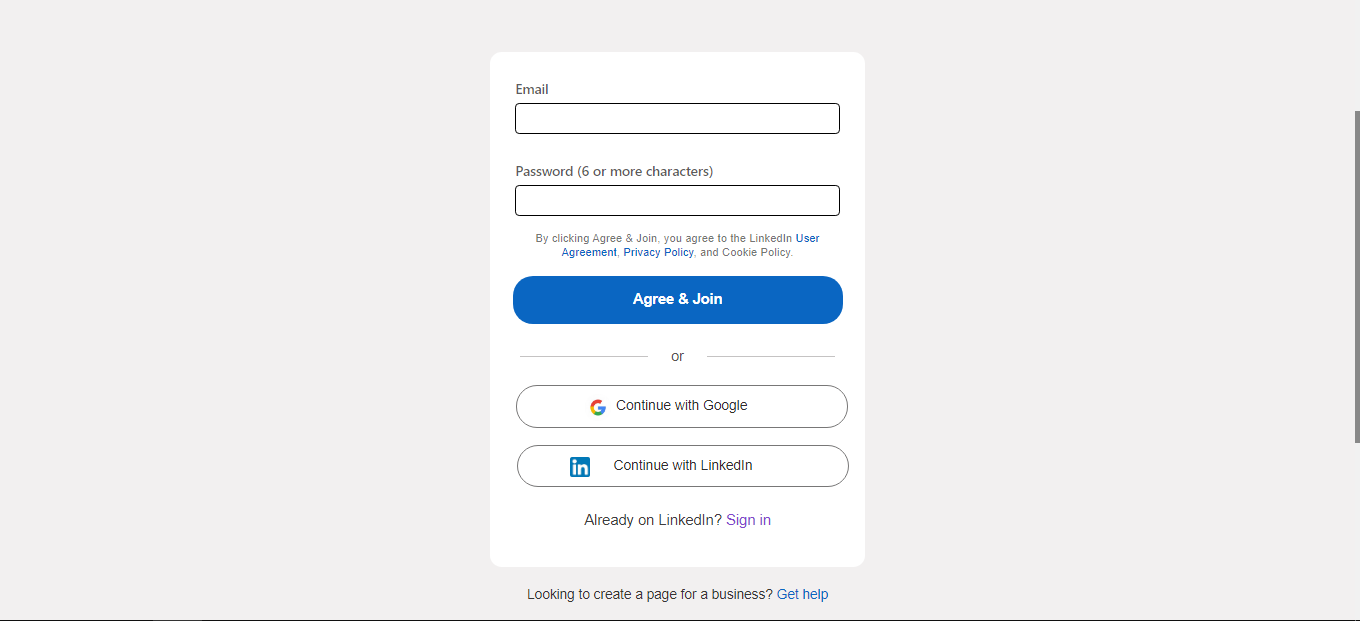 Email
Password (6 or more characters)
By clicking Agree & Join, you agree to the LinkedIn User
Agreement, Privacy Policy, and Cookie Policy.
Agree & Join
or
Continue with Google
in Continue with LinkedIn
Already on LinkedIn? Sign in
Looking to create a page for a business? Get help